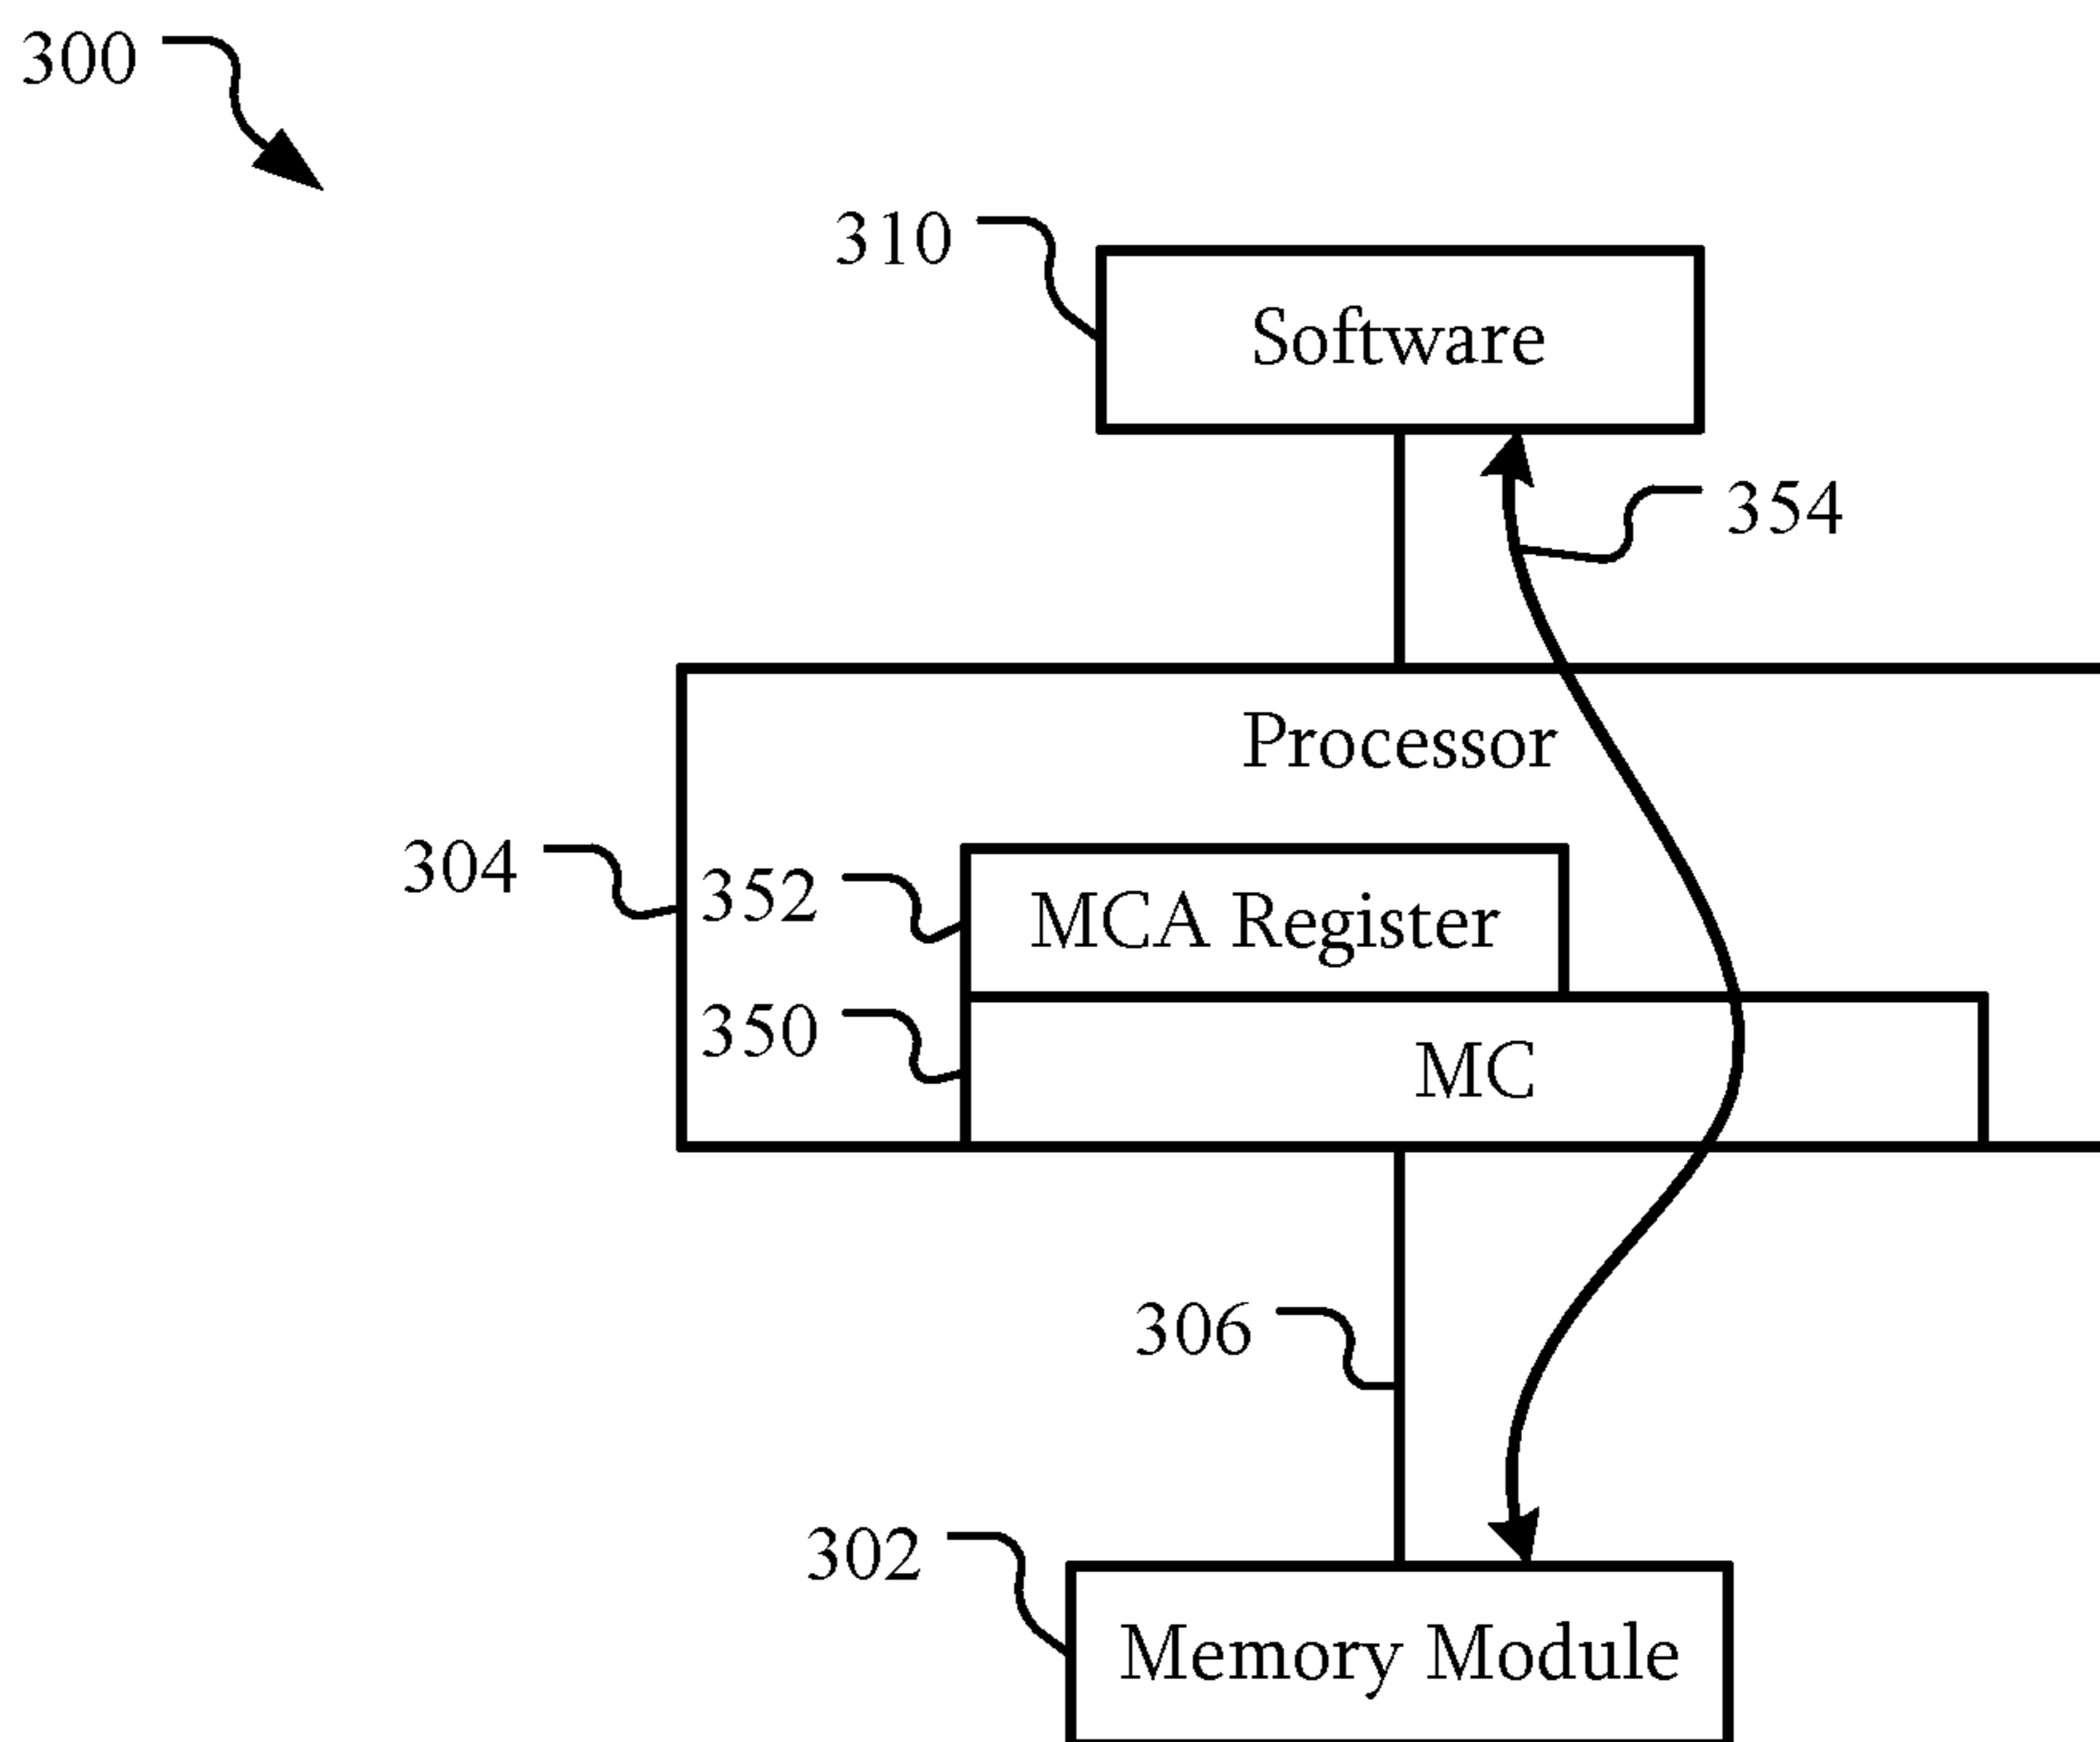 300
310
Software
354
Processor
304
352
MCA Register
350
MC
306
302
Memory Module